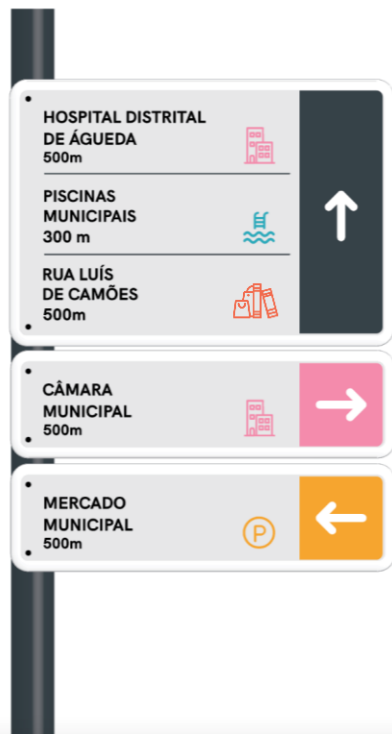 HOSPITAL DISTRITAL
DE ÁGUEDA
500m
PISCINAS
MUNICIPAIS
300 m
RUA LUÍS
DE CAMÕES
500m
CÂMARA
MUNICIPAL
500m
MERCADO
MUNICIPAL
500m
P